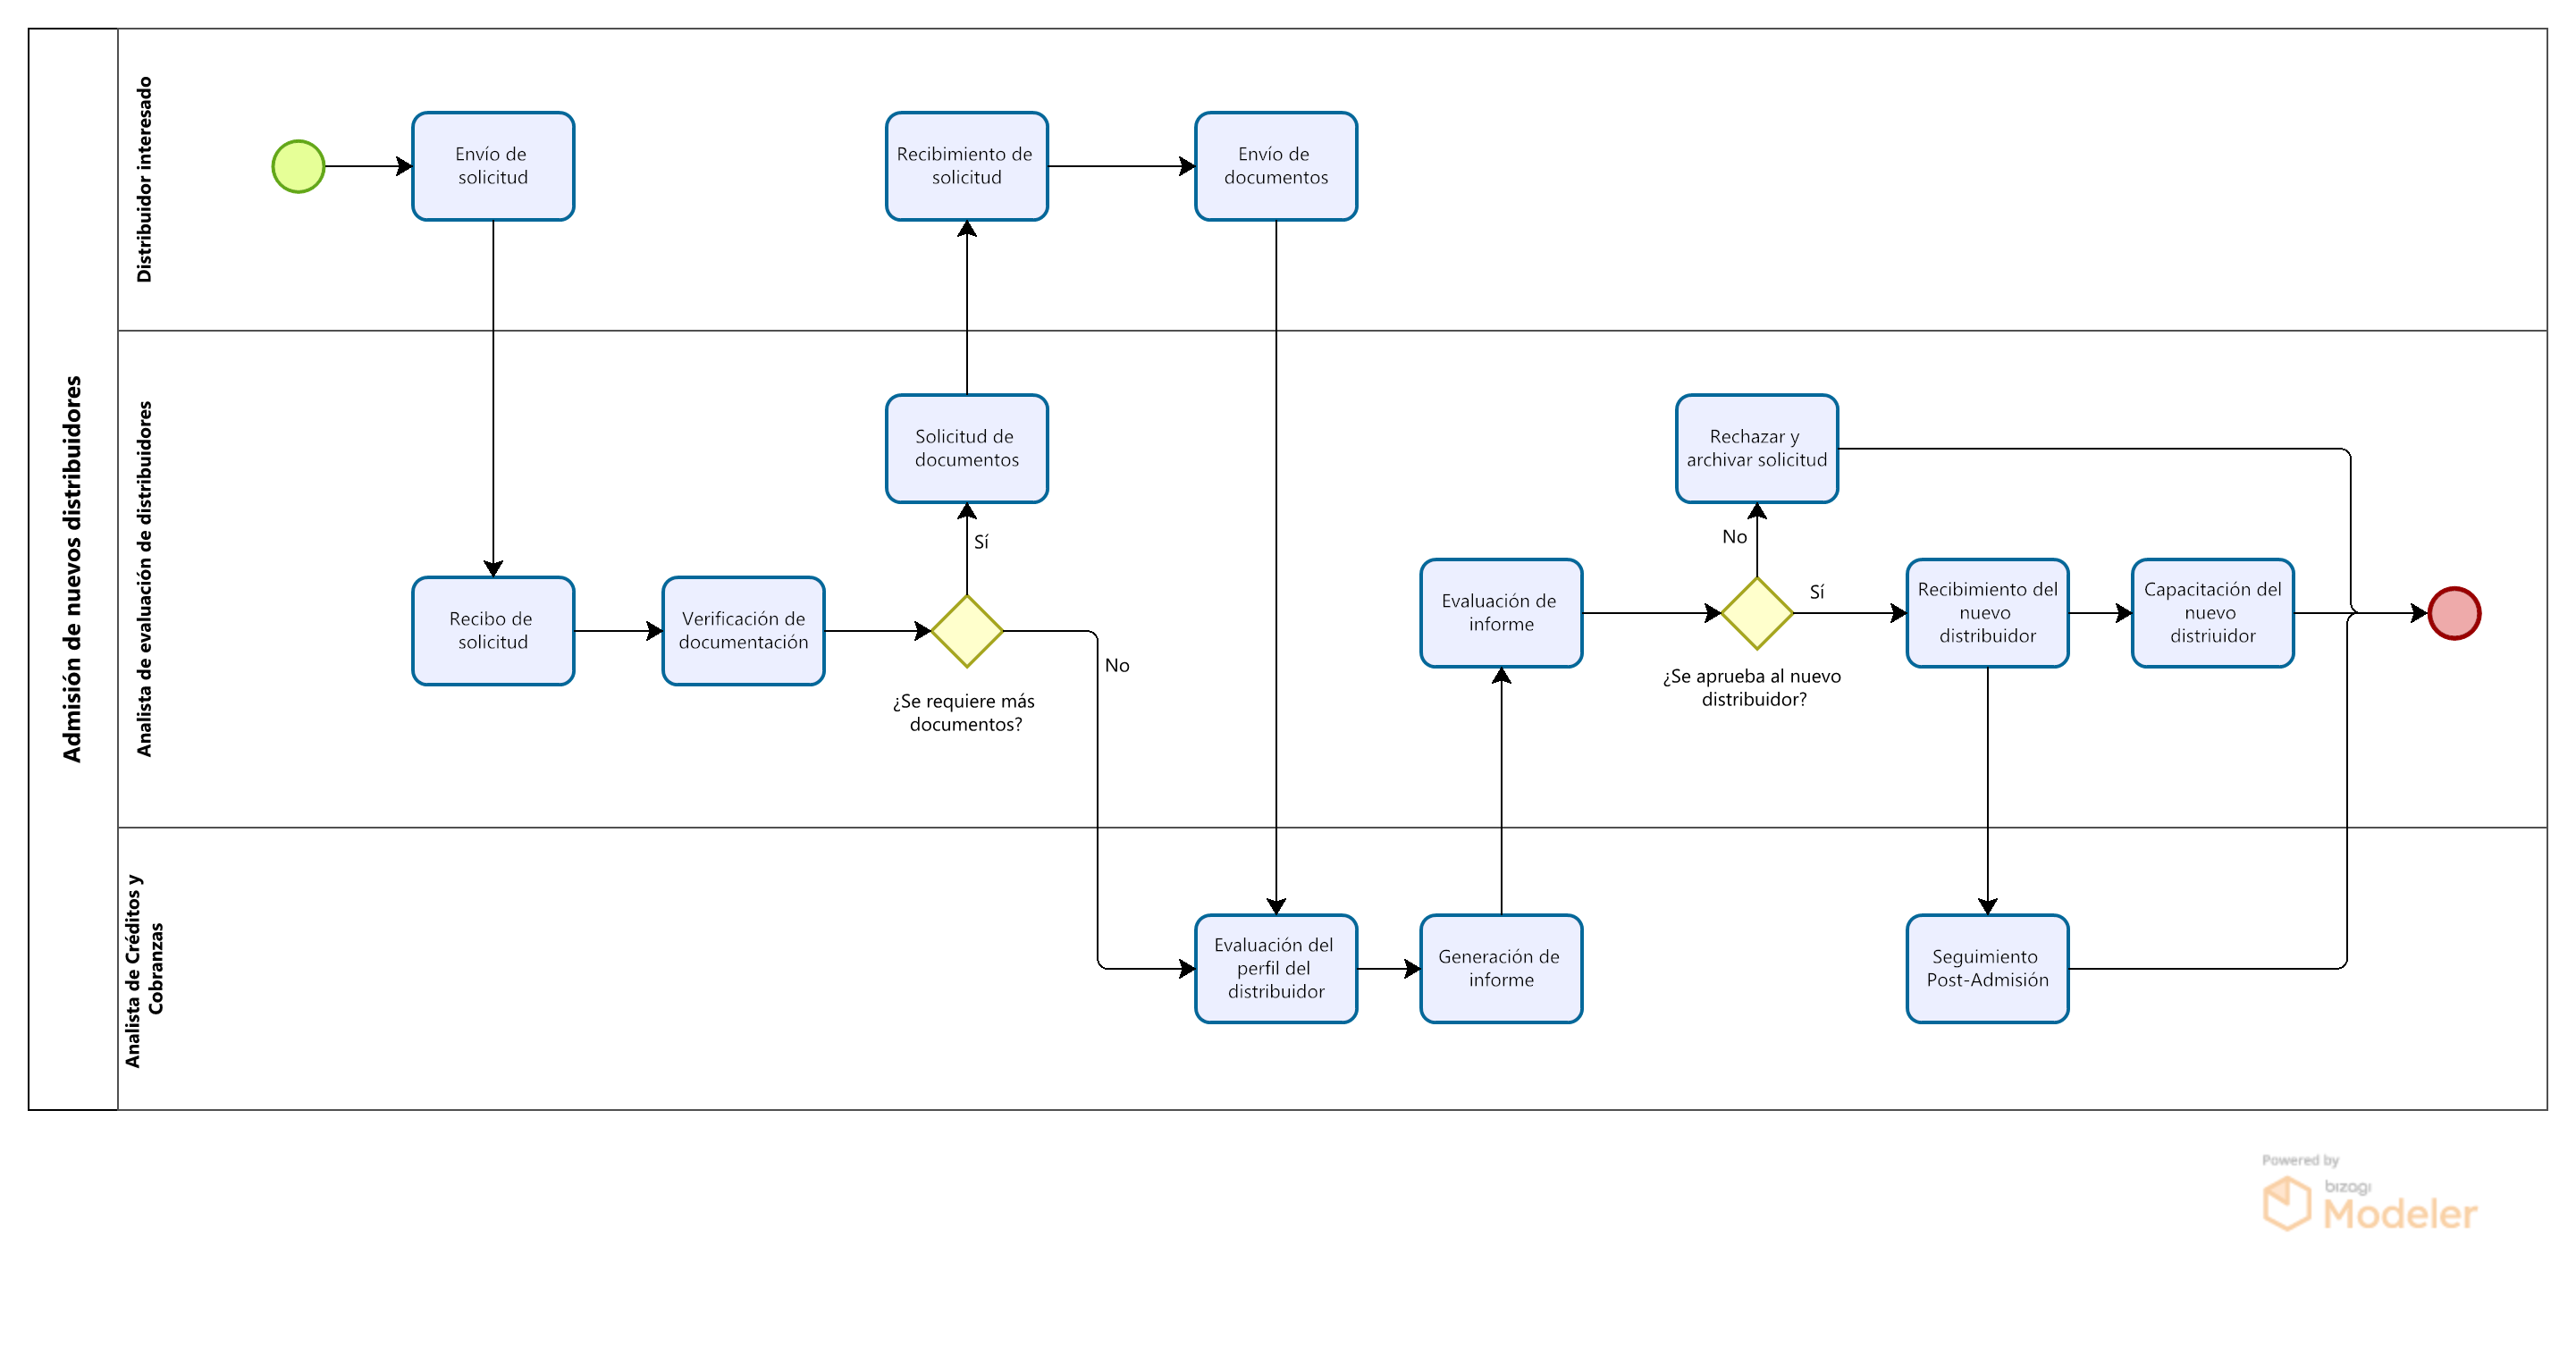 Admisión de nuevos distribuidores
Distribuidor interesado
Envío de
solicitud
Recibimiento de
solicitud
Envío de
documentos
Analista de evaluación de distribuidores
Solicitud de
documentos
Rechazar y
archivar solicitud
Sí
No
Recibo de
solicitud
Verificación de
documentación
¿Se requiere más
documentos?
No
Evaluación de
informe
¿Se aprueba al nuevo
distribuidor?
Sí
Recibimiento del
nuevo
distribuidor
Capacitación del
nuevo
distriuidor
Analista de Créditos y
Cobranzas
Evaluación del
perfil del
distribuidor
Generación de
informe
Seguimiento
Post-Admisión
Powered by
bizagi
Modeler